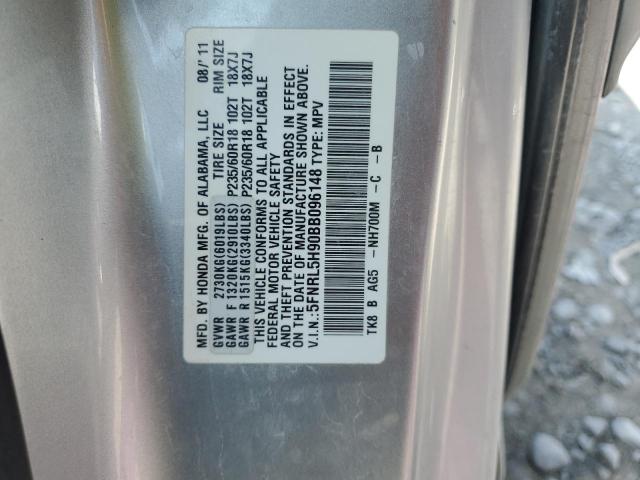 MFD. BY HONDA MFG. OF ALABAMA, LLC 08/'11
GVWR 2730KG(6019LBS) TIRE SIZE RIM SIZE
GAWR F 1320KG(2910LBS) P235/60R18 102T 18X7J
GAWR R 1515KG(3340LBS) P235/60R18 102T 18X7J
THIS VEHICLE CONFORMS TO ALL APPLICABLE
FEDERAL MOTOR VEHICLE SAFETY
AND THEFT PREVENTION STANDARDS IN EFFECT
ON THE DATE OF MANUFACTURE SHOWN ABOVE.
V.I.N.:5FNRL5H90BB096148 TYPE: MPV
TK8 B AG5 -NH700M -C -B